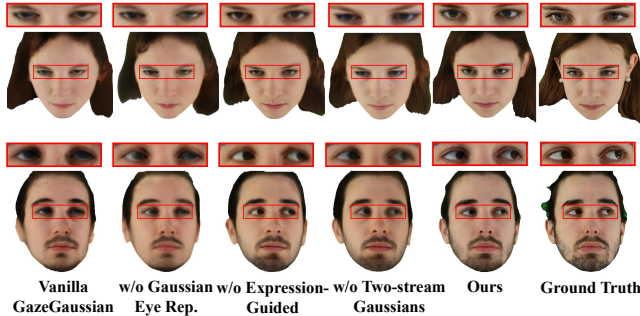 Vanilla w/o Gaussian w/o Expression- w/o Two-stream Ours Ground Truth
GazeGaussian Eye Rep. Guided Gaussians